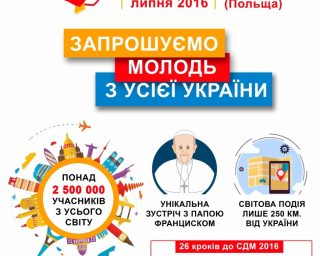 ЛИПНЯ 2016
(Польща)
ЗАПРОШУЄМО
МОЛОДЬ
З УСІЄЇ УКРАЇНИ
ПОНАД
2 500 000
УЧАСНИКІВ
З УСЬОГО
СВІТУ
УНІКАЛЬНА
ЗУСТРІЧ З ПАПОЮ
ФРАНЦИСКОМ
СВІТОВА ПОДІЯ
ЛИШЕ 250 КМ.
ВІД УКРАЇНИ
26 кроків до СДМ 2016